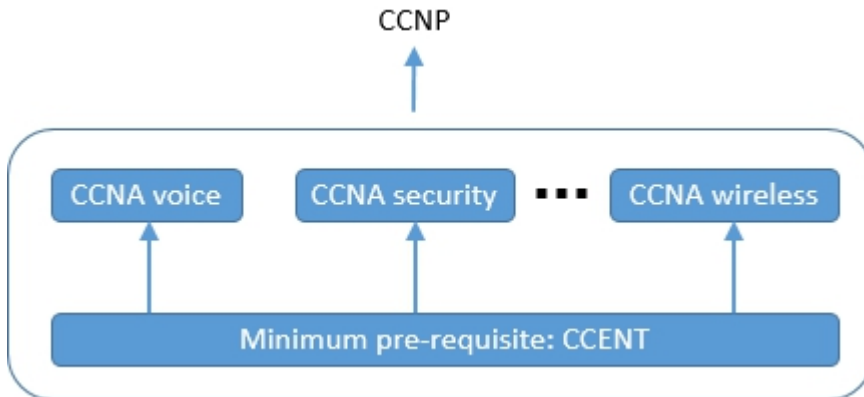 CCNP
CCNA voice
CCNA security
...
CCNA wireless
Minimum pre-requisite: CCENT